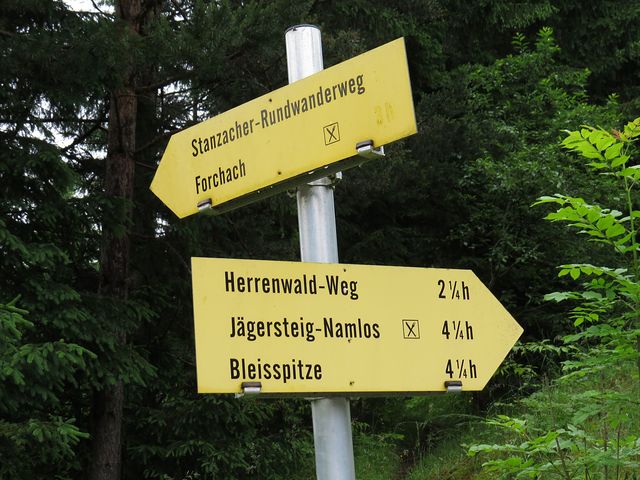 Stanzacher-Rundwanderweg
Forchach
Herrenwald-Weg 2¼h
Jägersteig-Namlos 4¼h
Bleisspitze 4¼h